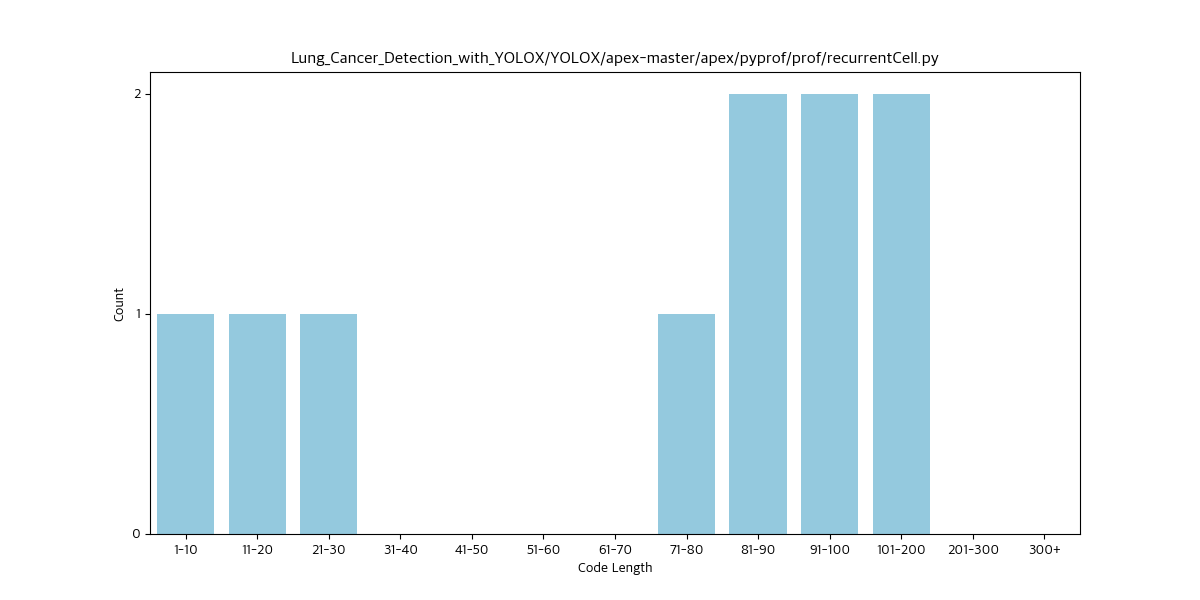 Lung_Cancer_Detection_with_YOLOX/YOLOX/apex-master/apex/pyprof/prof/recurrentCell.py
2
1
0
Count
1-10 11-20 21-30 31-40 41-50 51-60 61-70 71-80 81-90 91-100 101-200 201-300 300+
Code Length